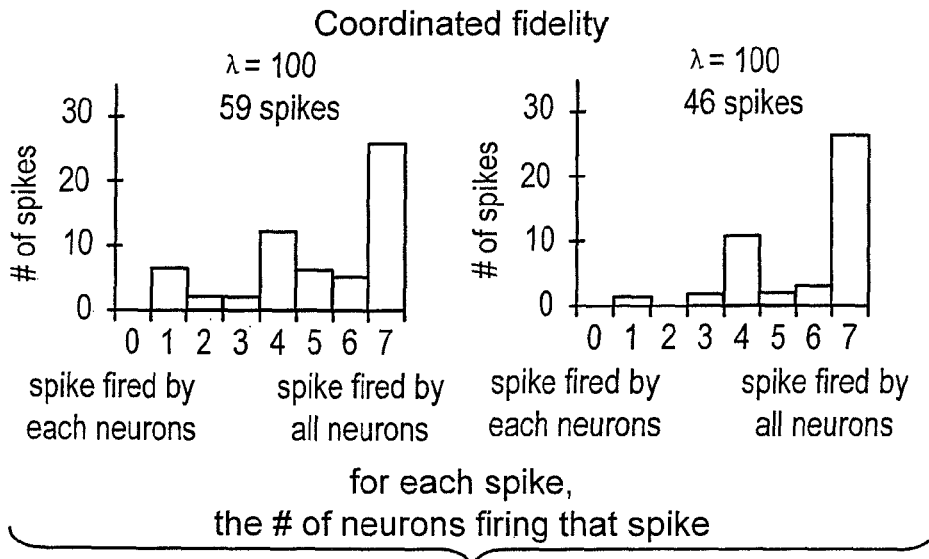 Coordinated fidelity
λ = 100
59 spikes
# of spikes
30
20
10
0
0 1 2 3 4 5 6 7
spike fired by
each neurons
spike fired by
all neurons
λ = 100
46 spikes
# of spikes
30
20
10
0
0 1 2 3 4 5 6 7
spike fired by
each neurons
spike fired by
all neurons
for each spike,
the # of neurons firing that spike